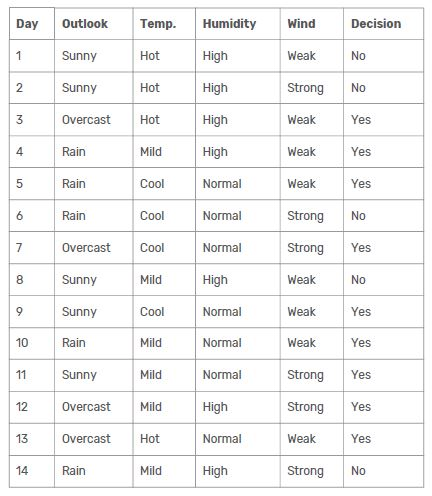 Day Outlook Temp. Humidity Wind Decision
1 Sunny Hot High Weak No
2 Sunny Hot High Strong No
3 Overcast Hot High Weak Yes
4 Rain Mild High Weak Yes
5 Rain Cool Normal Weak Yes
6 Rain Cool Normal Strong No
7 Overcast Cool Normal Strong Yes
8 Sunny Mild High Weak No
9 Sunny Cool Normal Weak Yes
10 Rain Mild Normal Weak Yes
11 Sunny Mild Normal Strong Yes
12 Overcast Mild High Strong Yes
13 Overcast Hot Normal Weak Yes
14 Rain Mild High Strong No